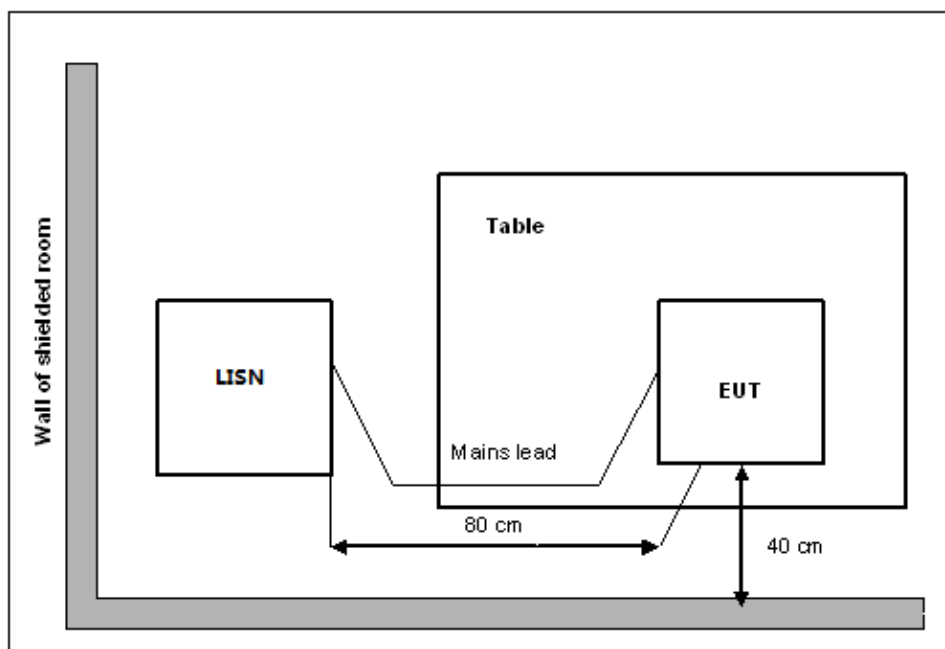 Wall of shielded room
Table
LISN
EUT
Mains lead
80 cm
40 cm